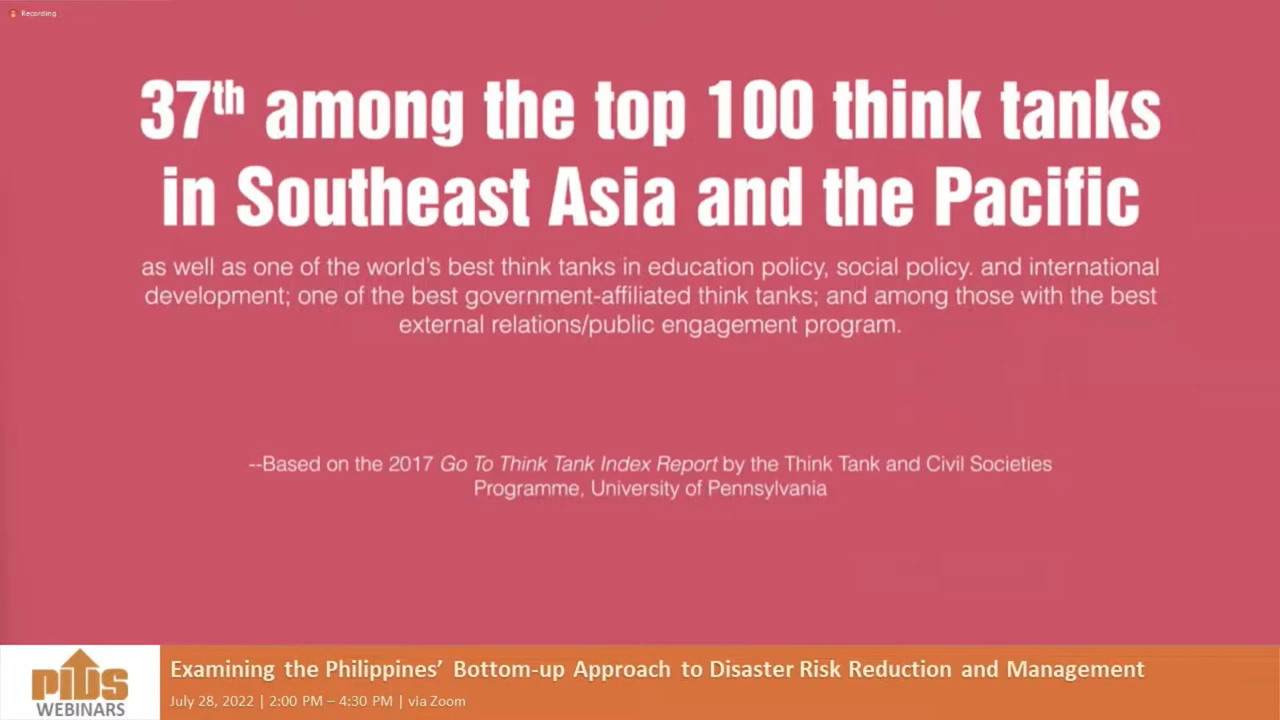 Recording
37th among the top 100 think tanks
in Southeast Asia and the Pacific
as well as one of the world's best think tanks in education policy, social policy. and international
development; one of the best government-affiliated think tanks; and among those with the best
external relations/public engagement program.
--Based on the 2017 Go To Think Tank Index Report by the Think Tank and Civil Societies
Programme, University of Pennsylvania
pids
WEBINARS
Examining the Philippines' Bottom-up Approach to Disaster Risk Reduction and Management
July 28, 2022 | 2:00 PM – 4:30 PM | via Zoom